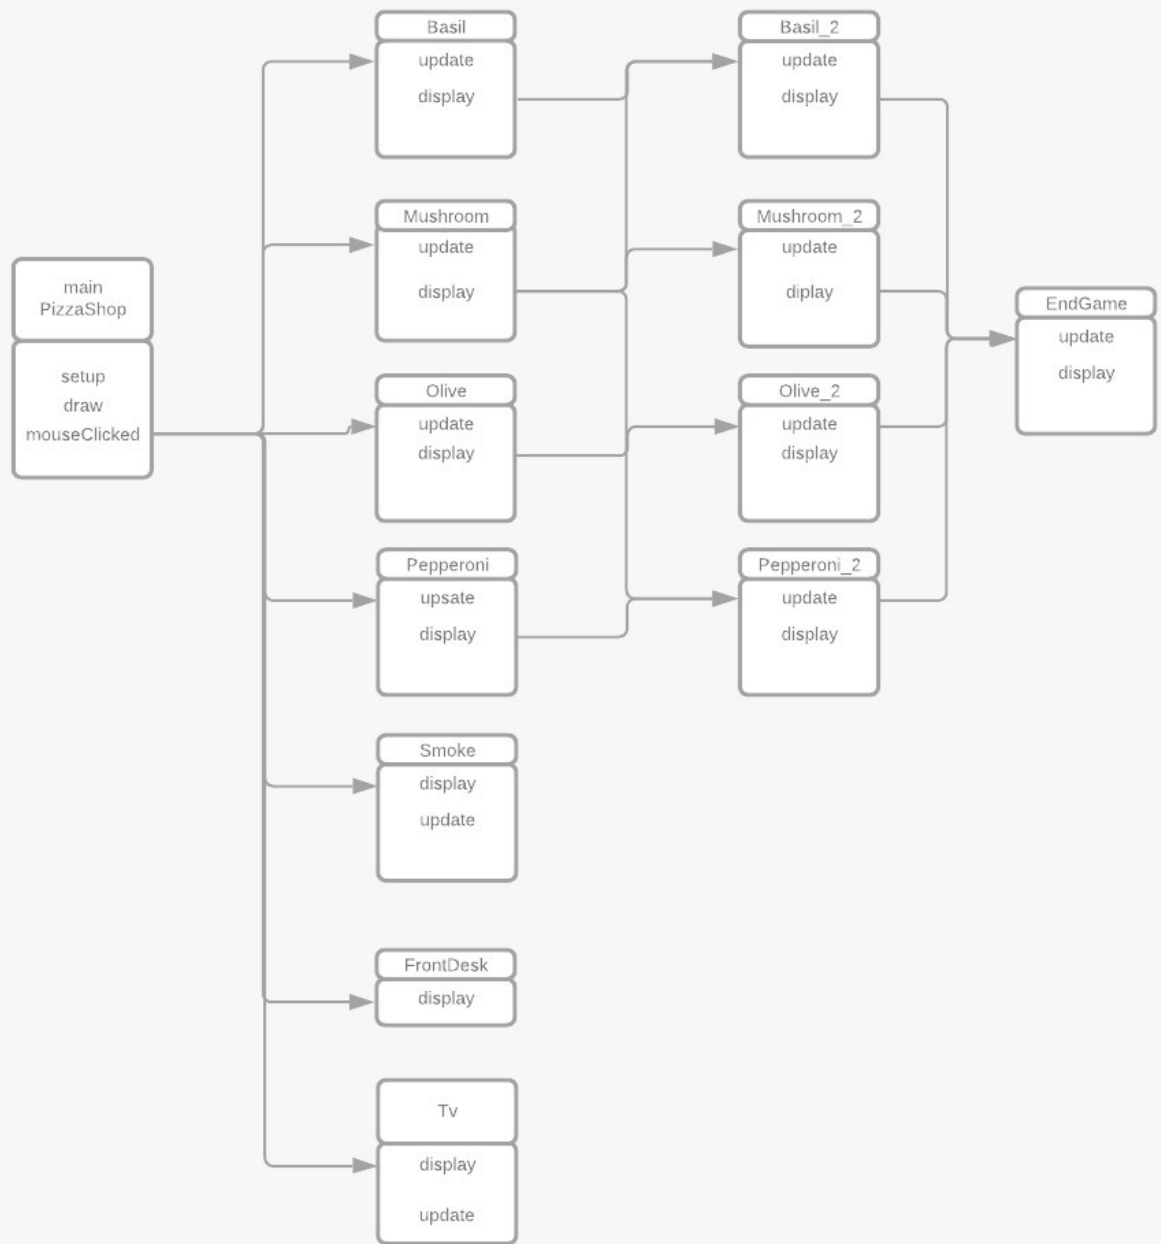 main
PizzaShop
setup
draw
mouseClicked
Basil
update
display
Mushroom
update
display
Olive
update
display
Pepperoni
upsate
display
Smoke
display
update
FrontDesk
display
Tv
display
update
Basil_2
update
display
Mushroom_2
update
diplay
Olive_2
update
display
Pepperoni_2
update
display
EndGame
update
display